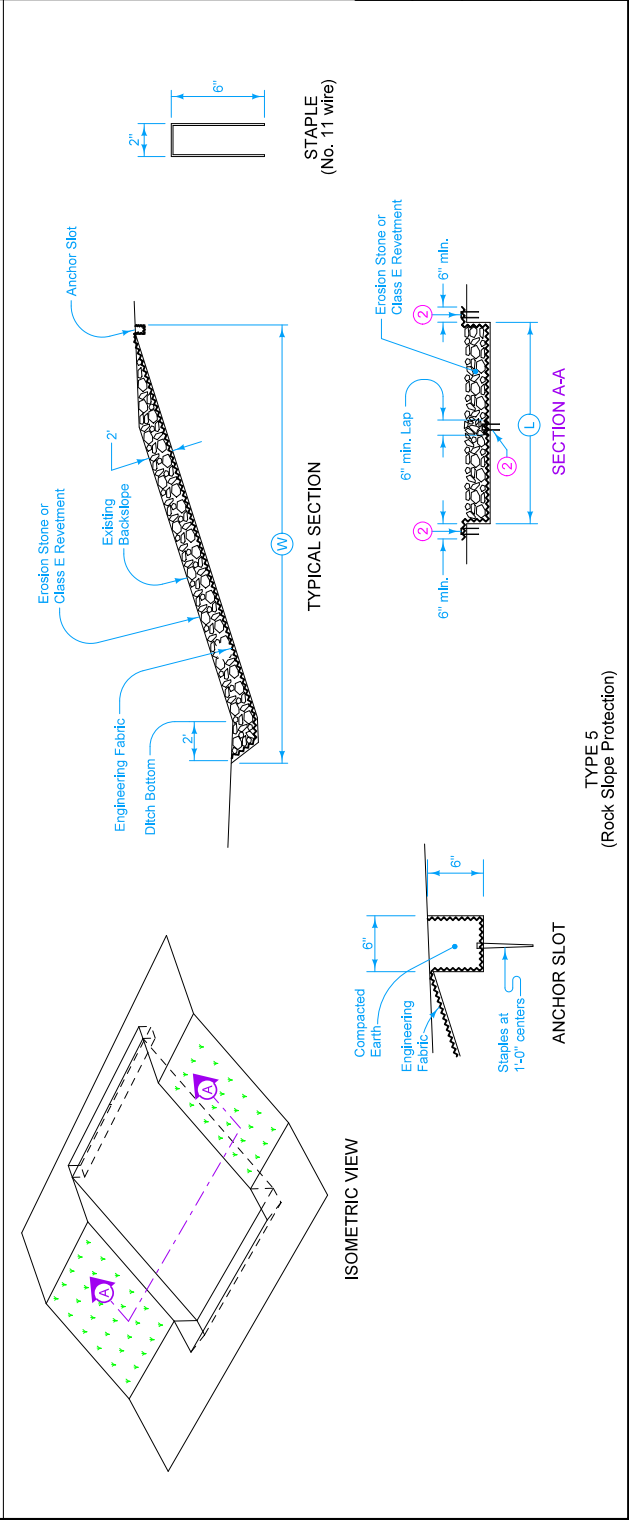 A
A
ISOMETRIC VIEW
Erosion Stone or
Class E Revetment
Engineering Fabric
Existing
Backslope
Ditch Bottom
2'
2'
Anchor Slot
W
TYPICAL SECTION
2"
6"
STAPLE
(No. 11 wire)
Compacted
Earth
Engineering
Fabric
6"
6"
Staples at
1'-0" centers
ANCHOR SLOT
6" min.
2
6" min. Lap
2
Erosion Stone or
Class E Revetment
2
6" min.
L
SECTION A-A
TYPE 5
(Rock Slope Protection)